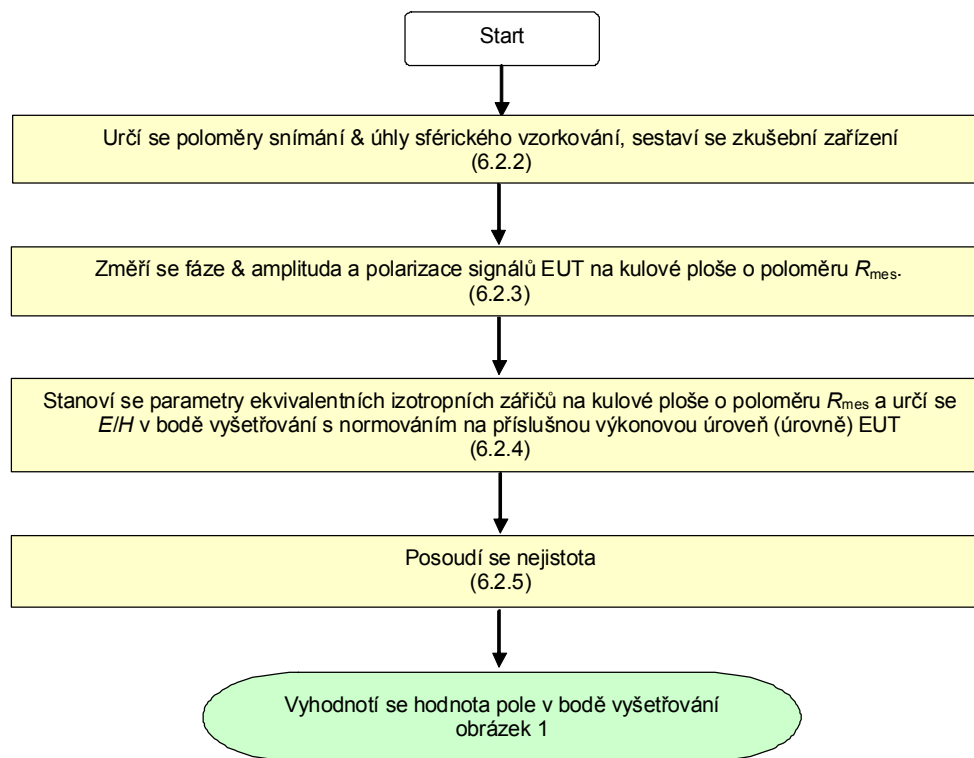 Start
Určí se poloměry snímání & úhly sférického vzorkování, sestaví se zkušební zařízení
(6.2.2)
Změří se fáze & amplituda a polarizace signálů EUT na kulové ploše o poloměru Rmes.
(6.2.3)
Stanoví se parametry ekvivalentních izotropních zářičů na kulové ploše o poloměru Rmes a určí se
E/H v bodě vyšetřování s normováním na příslušnou výkonovou úroveň (úrovně) EUT
(6.2.4)
Posoudí se nejistota
(6.2.5)
Vyhodnotí se hodnota pole v bodě vyšetřování
obrázek 1